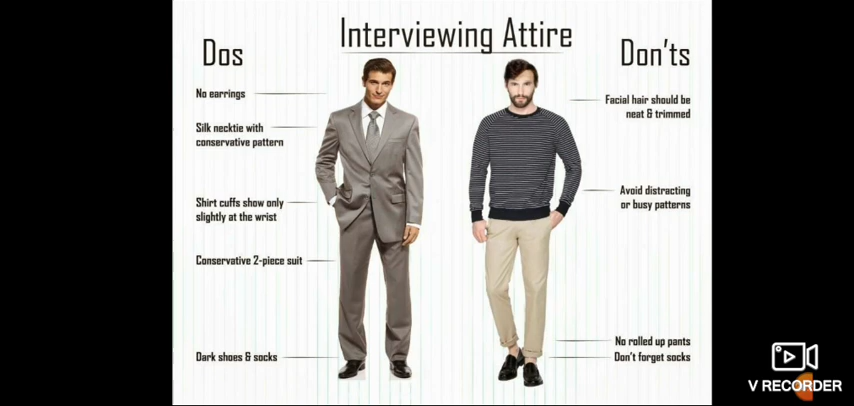 Interviewing Attire
Dos
No earrings
Silk necktie with
conservative pattern
Shirt cuffs show only
slightly at the wrist
Conservative 2-piece suit
Dark shoes & socks
Don'ts
Facial hair should be
neat & trimmed
Avoid distracting
or busy patterns
No rolled up pants
Don't forget socks
V RECORDER